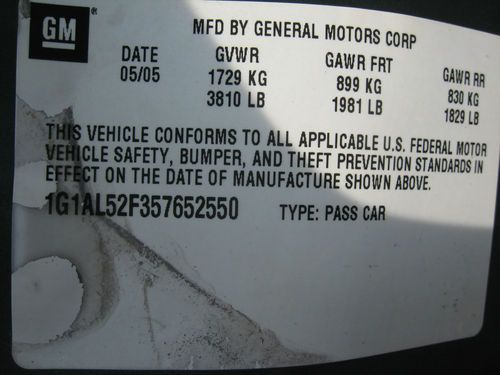 GM
MFD BY GENERAL MOTORS CORP
DATE GVWR GAWR FRT GAWR RR
05/05 1729 KG 899 KG 830 KG
3810 LB 1981 LB 1829 LB
THIS VEHICLE CONFORMS TO ALL APPLICABLE U.S. FEDERAL MOTOR
VEHICLE SAFETY, BUMPER, AND THEFT PREVENTION STANDARDS IN
EFFECT ON THE DATE OF MANUFACTURE SHOWN ABOVE.
1G1AL52F357652550 TYPE: PASS CAR